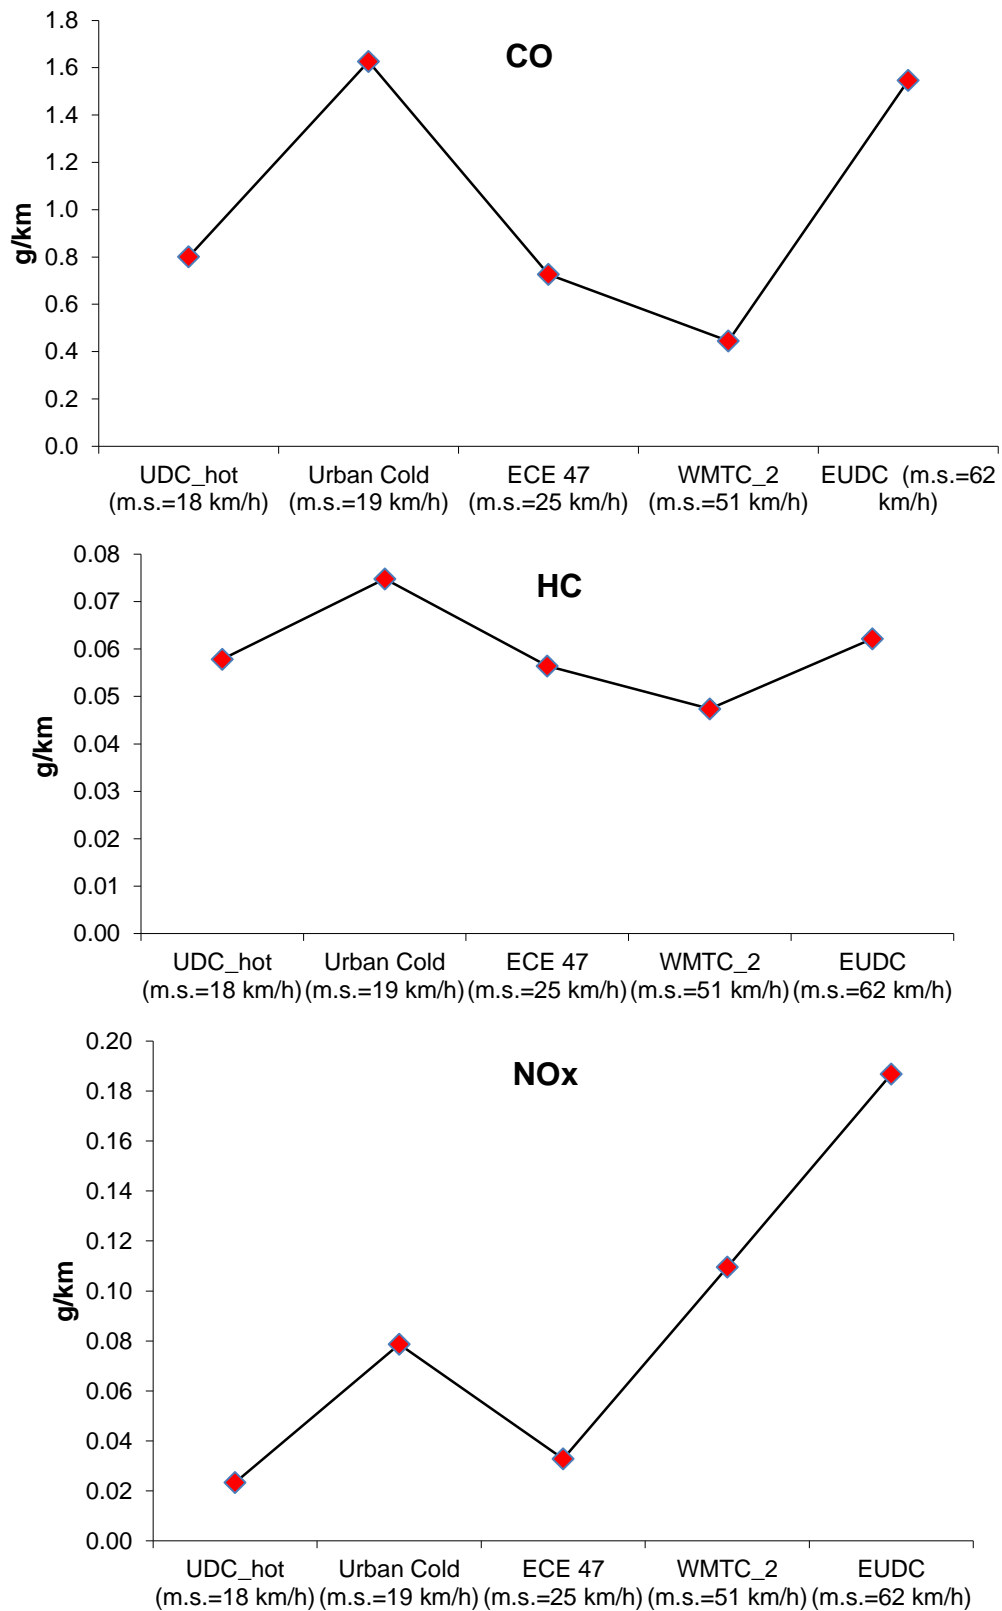 CO
g/km
1.8
1.6
1.4
1.2
1.0
0.8
0.6
0.4
0.2
0.0
UDC_hot Urban Cold ECE 47 WMTC_2 EUDC (m.s.=62
(m.s.=18 km/h) (m.s.=19 km/h) (m.s.=25 km/h) (m.s.=51 km/h) km/h)
HC
g/km
0.08
0.07
0.06
0.05
0.04
0.03
0.02
0.01
0.00
UDC_hot Urban Cold ECE 47 WMTC_2 EUDC
(m.s.=18 km/h) (m.s.=19 km/h) (m.s.=25 km/h) (m.s.=51 km/h) (m.s.=62 km/h)
NOx
g/km
0.20
0.18
0.16
0.14
0.12
0.10
0.08
0.06
0.04
0.02
0.00
UDC_hot Urban Cold ECE 47 WMTC_2 EUDC
(m.s.=18 km/h) (m.s.=19 km/h) (m.s.=25 km/h) (m.s.=51 km/h) (m.s.=62 km/h)